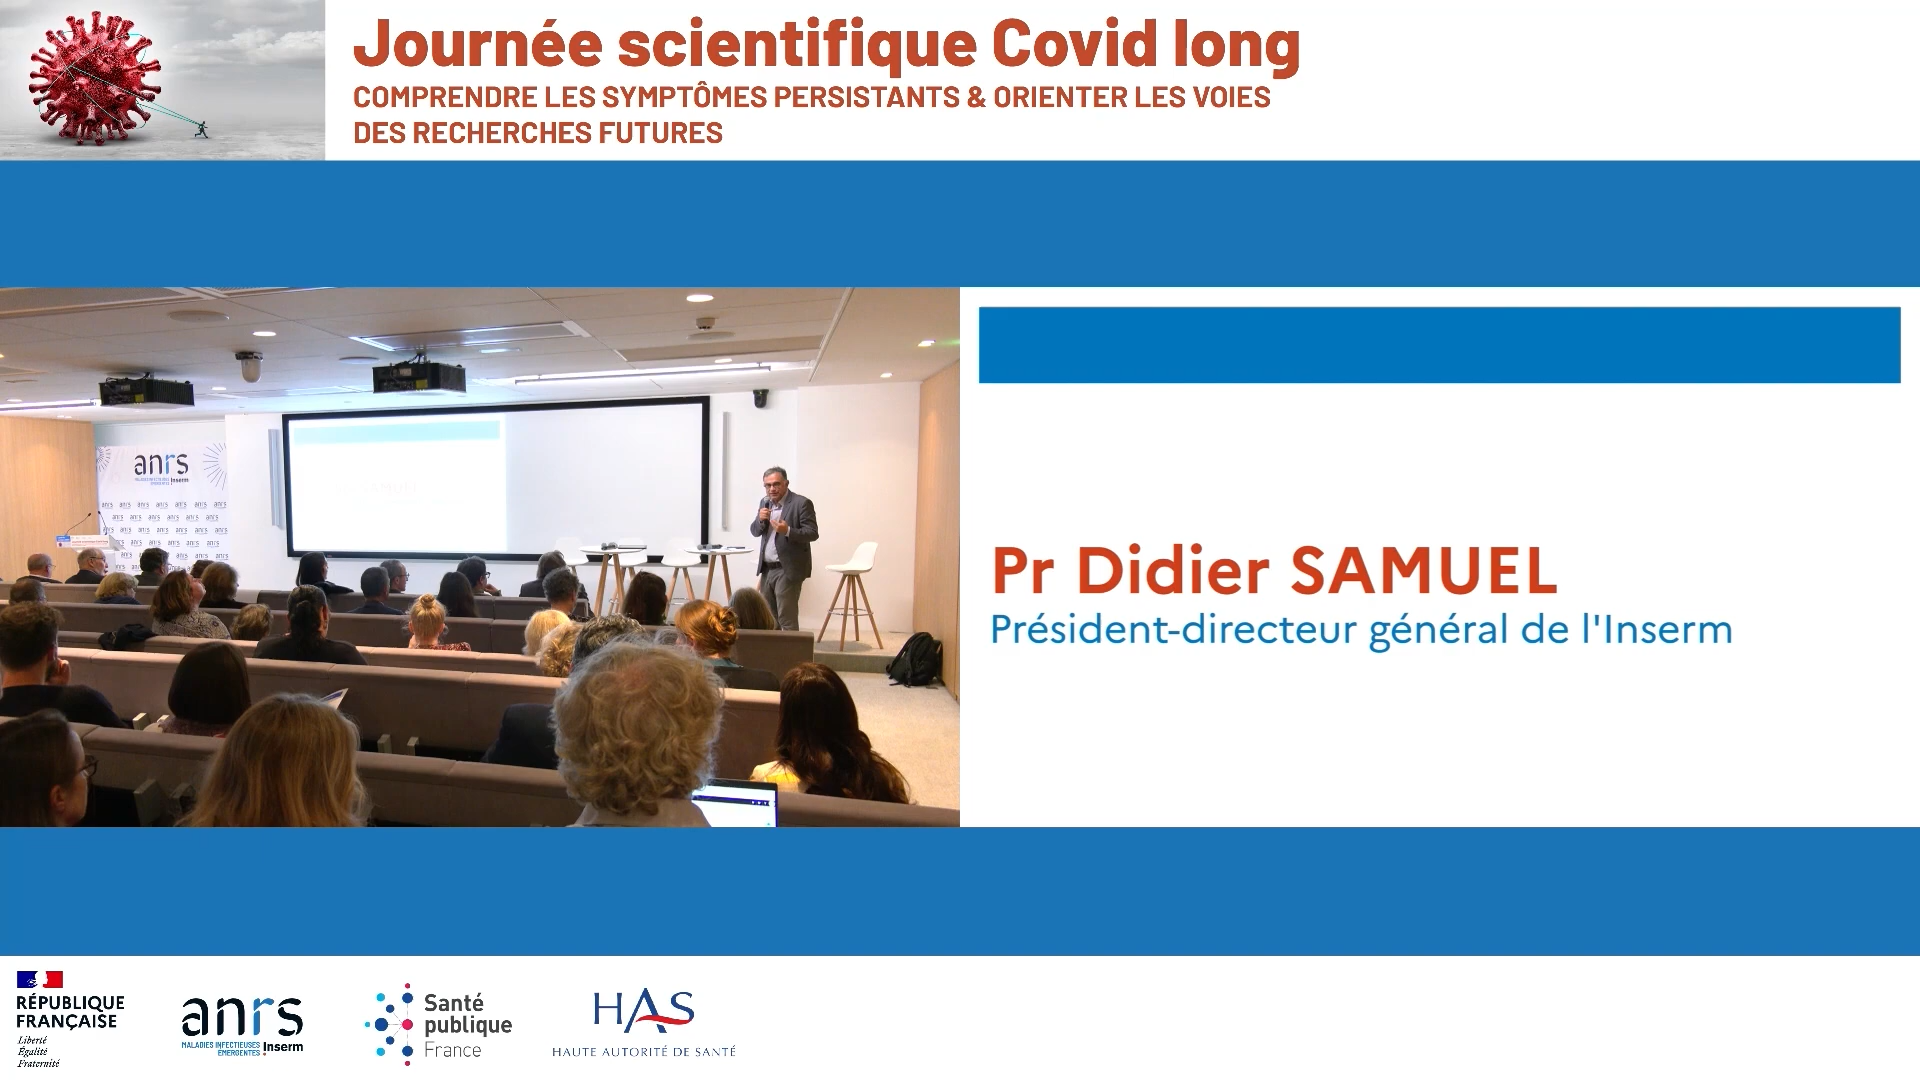 Journée scientifique Covid long
COMPRENDRE LES SYMPTÔMES PERSISTANTS & ORIENTER LES VOIES
DES RECHERCHES FUTURES
anrs
Inserm
Pr Didier SAMUEL
Président-directeur général de l'Inserm
RÉPUBLIQUE
FRANÇAISE
Liberté
Égalité
Fraternité
anrs
MALADIES INFECTIEUSES
ÉMERGENTES
Inserm
Santé
publique
France
HAS
HAUTE AUTORITÉ DE SANTÉ